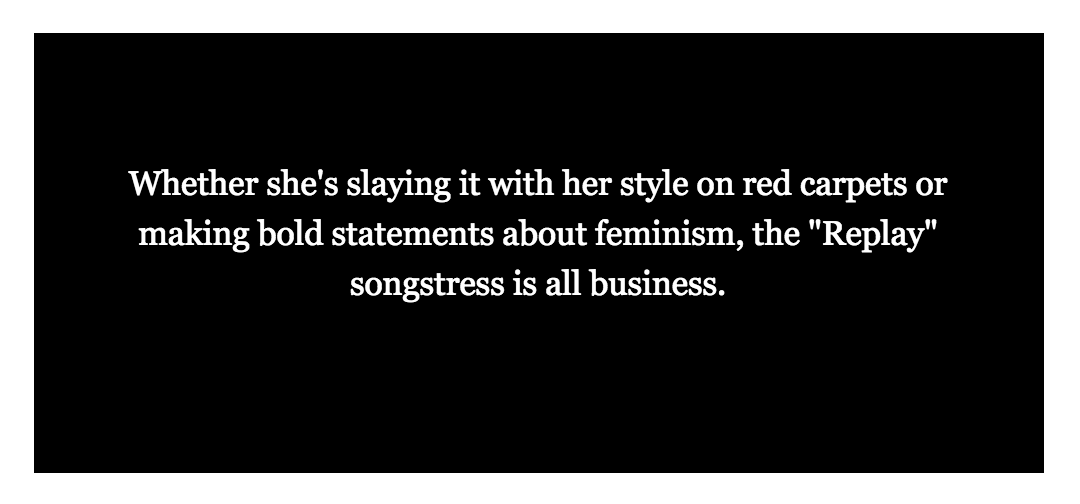 Whether she's slaying it with her style on red carpets or
making bold statements about feminism, the "Replay"
songstress is all business.